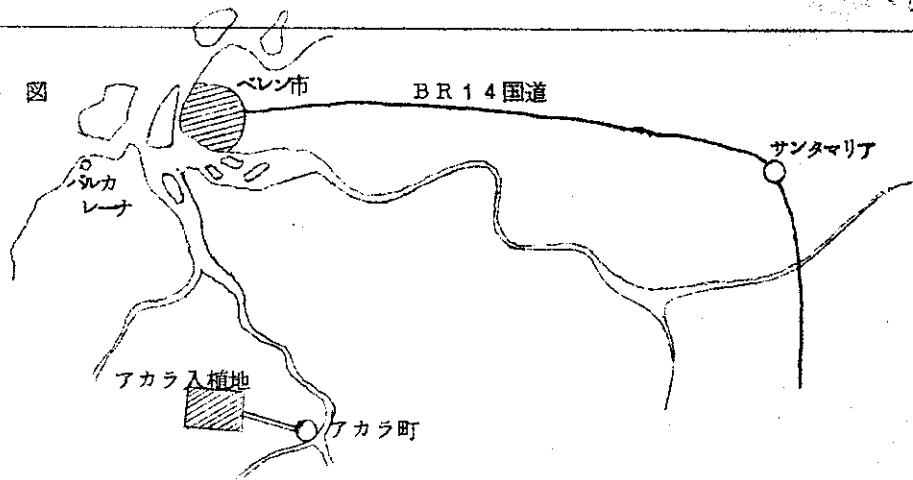 図
ベレン市
BR14国道
サンタマリア
バルカ
レーナ
アカラ入植地
アカラ町